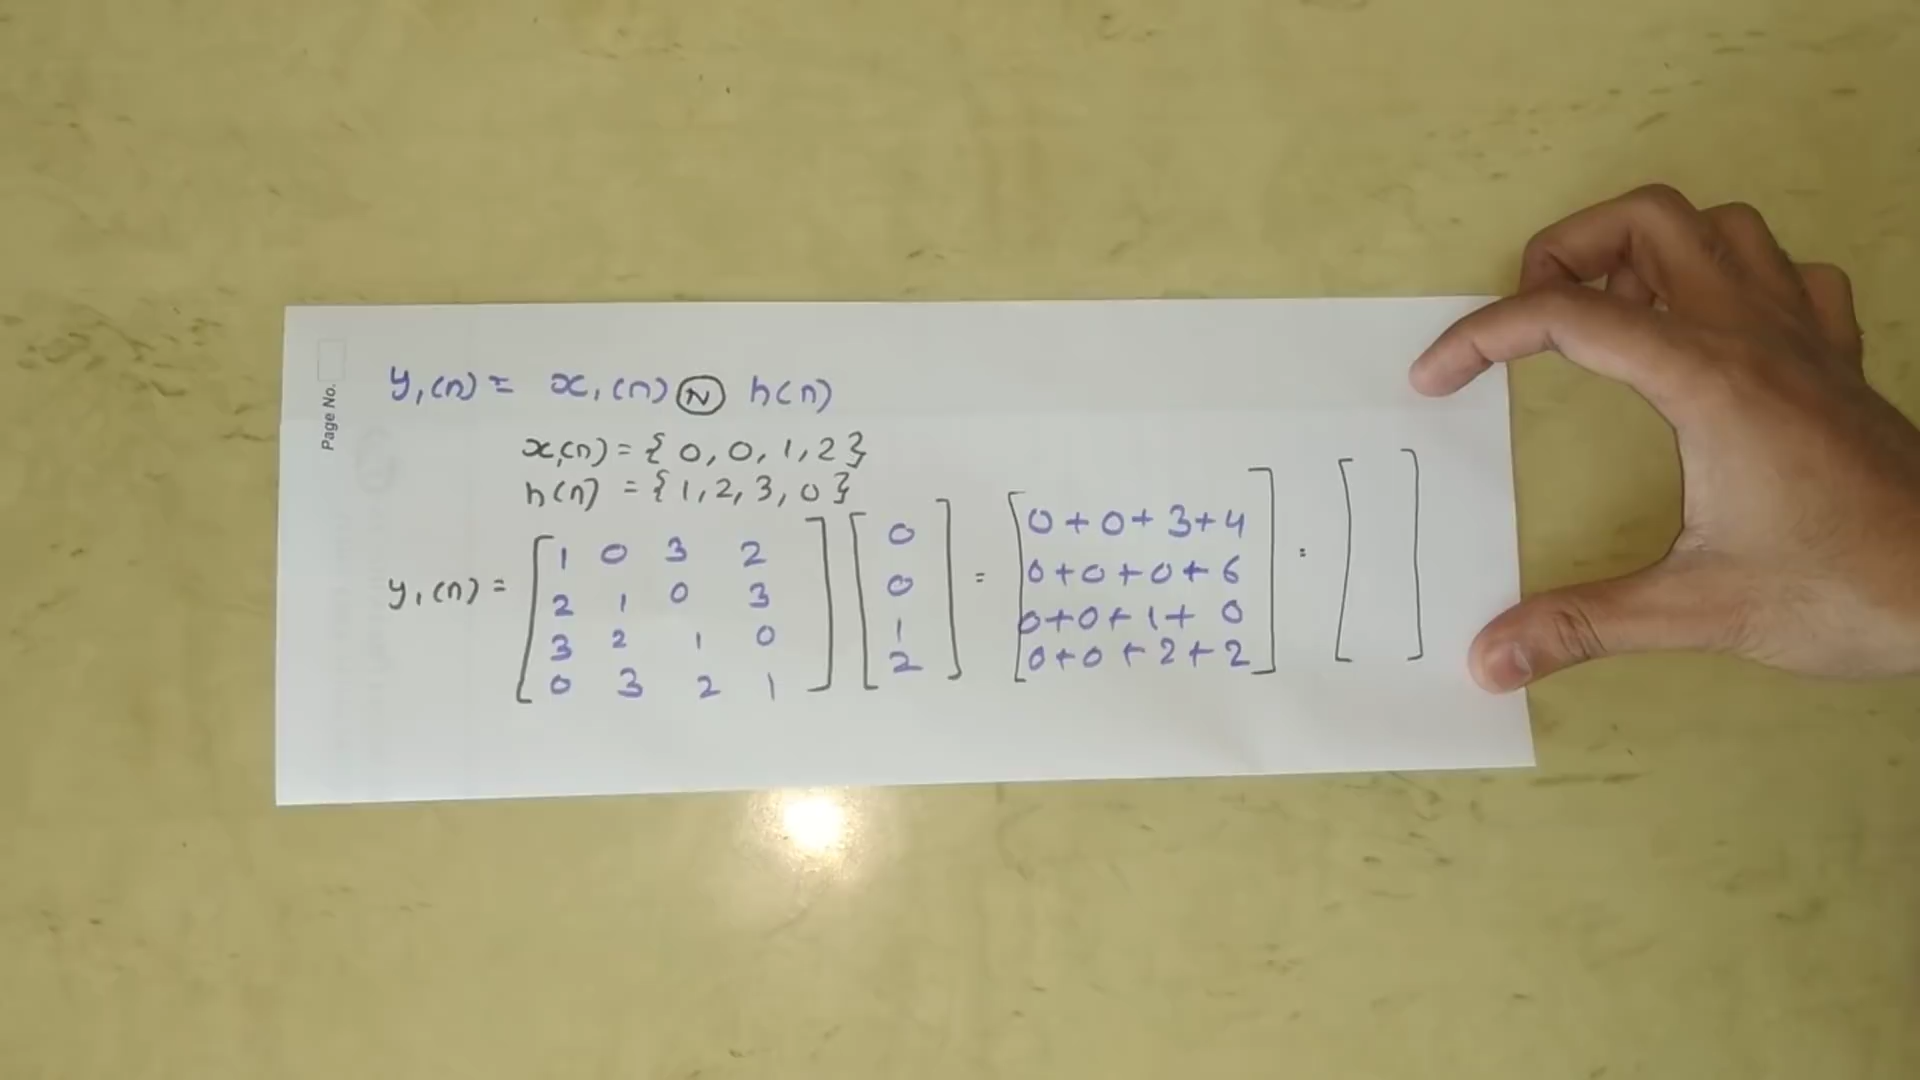 Page No.
y₁(n) = x₁(n) Ⓝ h(n)
x₁(n) = { 0, 0, 1, 2 }
h(n) = { 1, 2, 3, 0 }
y₁(n) = [ 1 0 3 2 ] [ 0 ] = [ 0 + 0 + 3 + 4 ] = [ ]
[ 2 1 0 3 ] [ 0 ] [ 0 + 0 + 0 + 6 ]
[ 3 2 1 0 ] [ 1 ] [ 0 + 0 + 1 + 0 ]
[ 0 3 2 1 ] [ 2 ] [ 0 + 0 + 2 + 2 ]